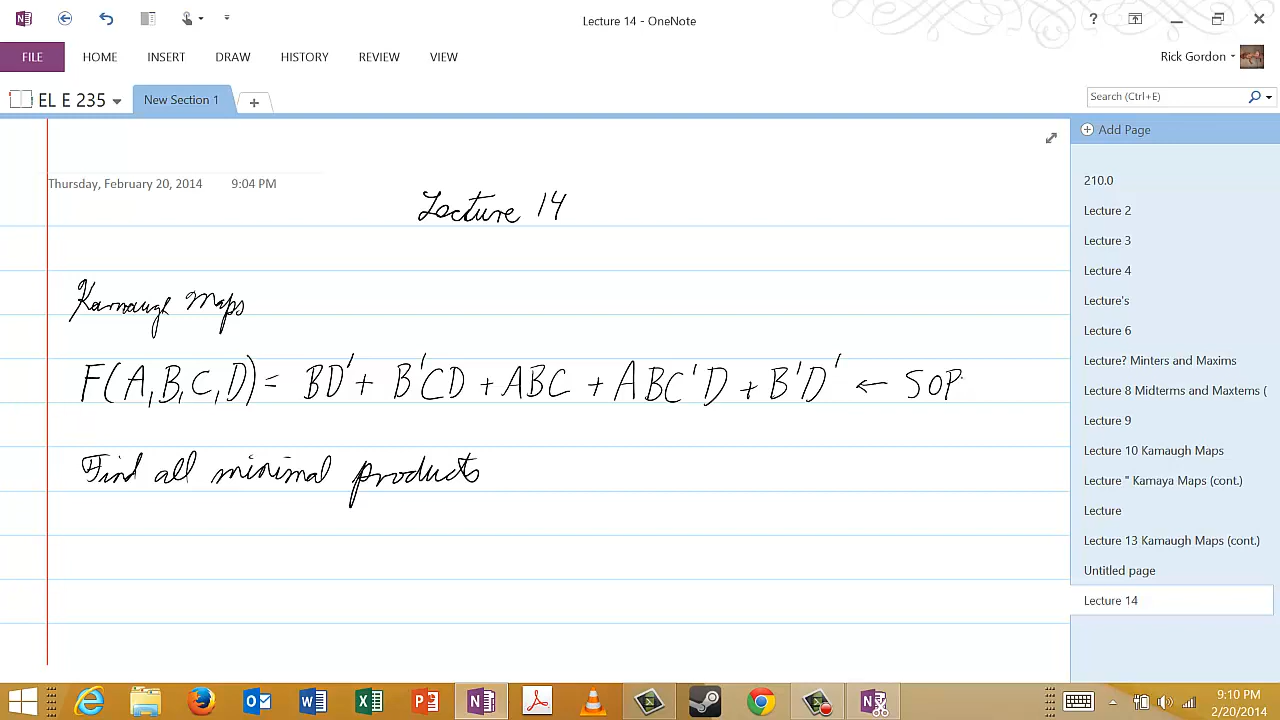 Lecture 14 - OneNote
?
FILE
HOME
INSERT
DRAW
HISTORY
REVIEW
VIEW
Rick Gordon
EL E 235
New Section 1
+
Search (Ctrl+E)
Add Page
Thursday, February 20, 2014 9:04 PM
Lecture 14
Karnaugh Maps
F(A,B,C,D)= BD'+ B'CD + ABC + ABC'D + B'D' ← SOP
Find all minimal products
210.0
Lecture 2
Lecture 3
Lecture 4
Lecture's
Lecture 6
Lecture? Minters and Maxims
Lecture 8 Midterms and Maxtems (
Lecture 9
Lecture 10 Kamaugh Maps
Lecture " Kamaya Maps (cont.)
Lecture
Lecture 13 Kamaugh Maps (cont.)
Untitled page
Lecture 14
9:10 PM
2/20/2014